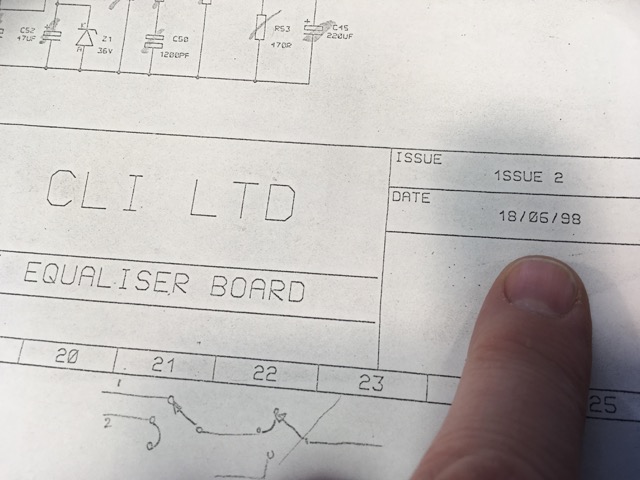 C52
47UF
Z1
36V
C50
1200PF
R53
470R
C45
220UF
ISSUE
1SSUE 2
DATE
18/06/98
CLI LTD
EQUALISER BOARD
20
21
22
23
25
1
2